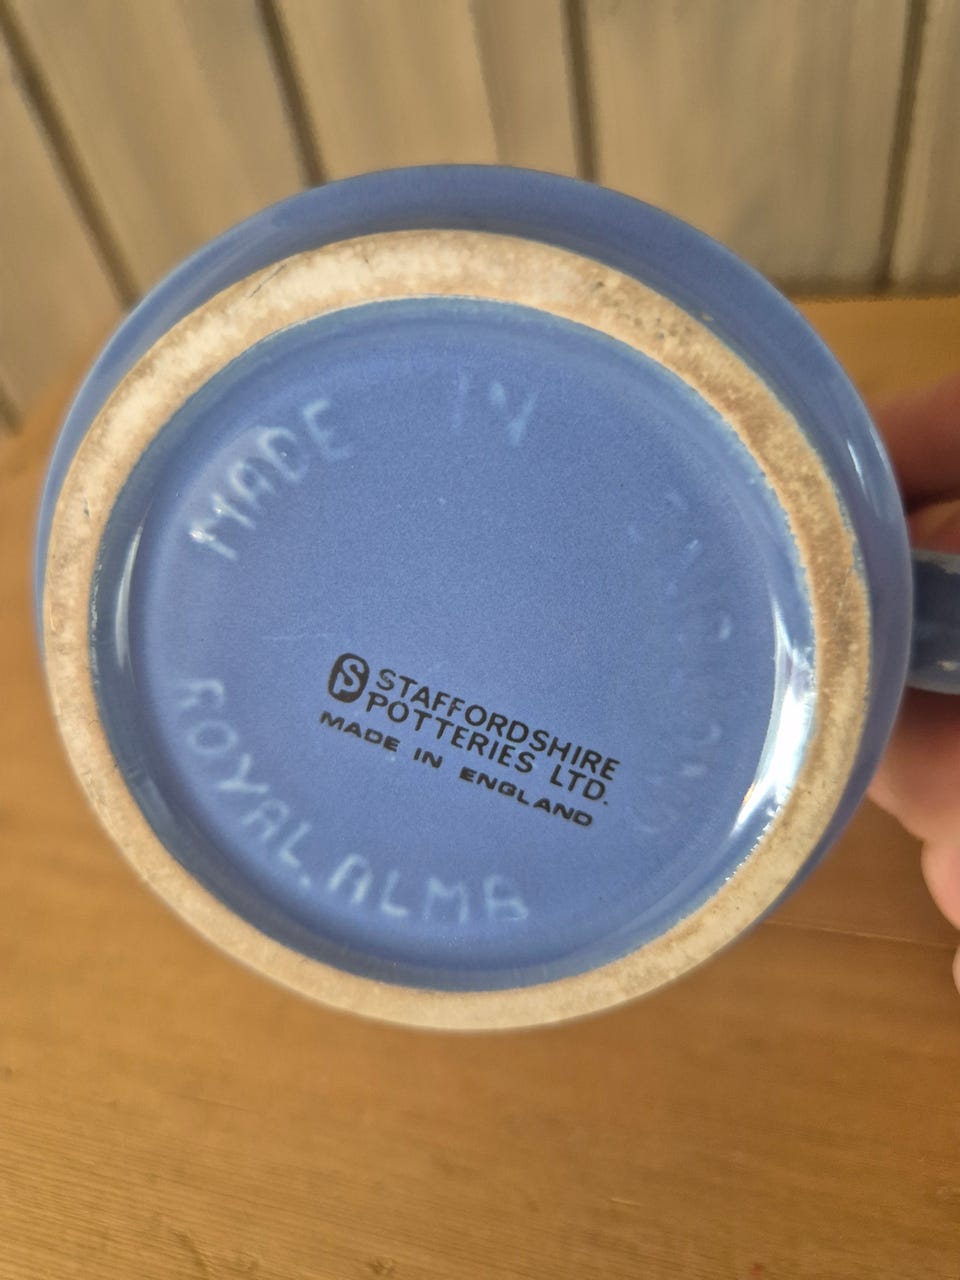 MADE IN
S
P
STAFFORDSHIRE
POTTERIES LTD.
MADE IN ENGLAND
ROYAL. ALMA